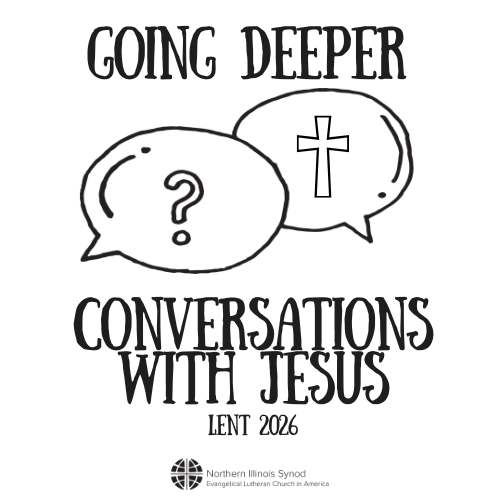 GOING DEEPER
?
CONVERSATIONS
WITH JESUS
LENT 2026
Northern Illinois Synod
Evangelical Lutheran Church in America